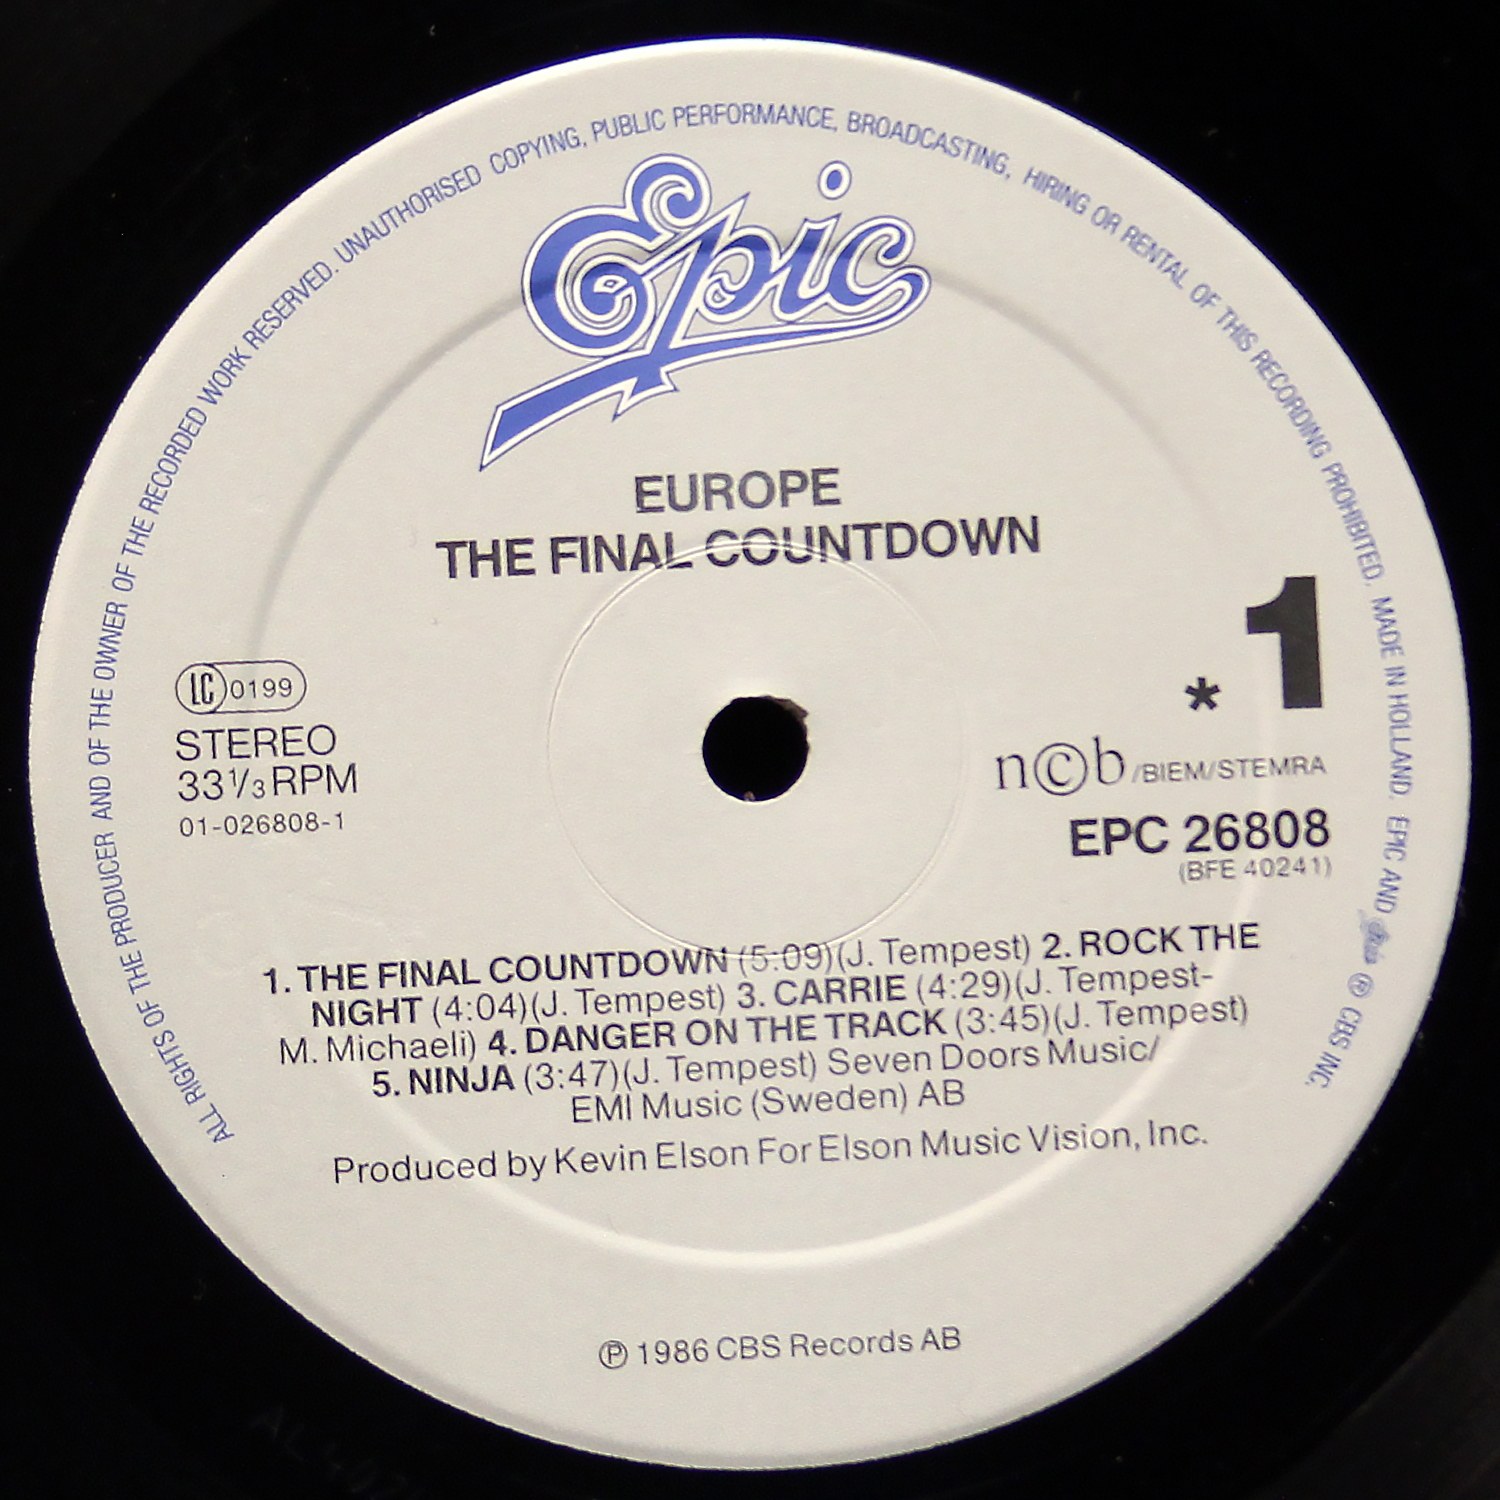 ALL RIGHTS OF THE PRODUCER AND OF THE OWNER OF THE RECORDED WORK RESERVED. UNAUTHORISED COPYING, PUBLIC PERFORMANCE, BROADCASTING, HIRING OR RENTAL OF THIS RECORDING PROHIBITED. MADE IN HOLLAND. EPIC AND ℗ CBS INC.
Epic
EUROPE
THE FINAL COUNTDOWN
1
*
LC 0199
STEREO
33 1/3 RPM
01-026808-1
n©b/BIEM/STEMRA
EPC 26808
(BFE 40241)
1. THE FINAL COUNTDOWN (5:09)(J. Tempest) 2. ROCK THE
NIGHT (4:04)(J. Tempest) 3. CARRIE (4:29)(J. Tempest-
M. Michaeli) 4. DANGER ON THE TRACK (3:45)(J. Tempest)
5. NINJA (3:47)(J. Tempest) Seven Doors Music/
EMI Music (Sweden) AB
Produced by Kevin Elson For Elson Music Vision, Inc.
℗ 1986 CBS Records AB